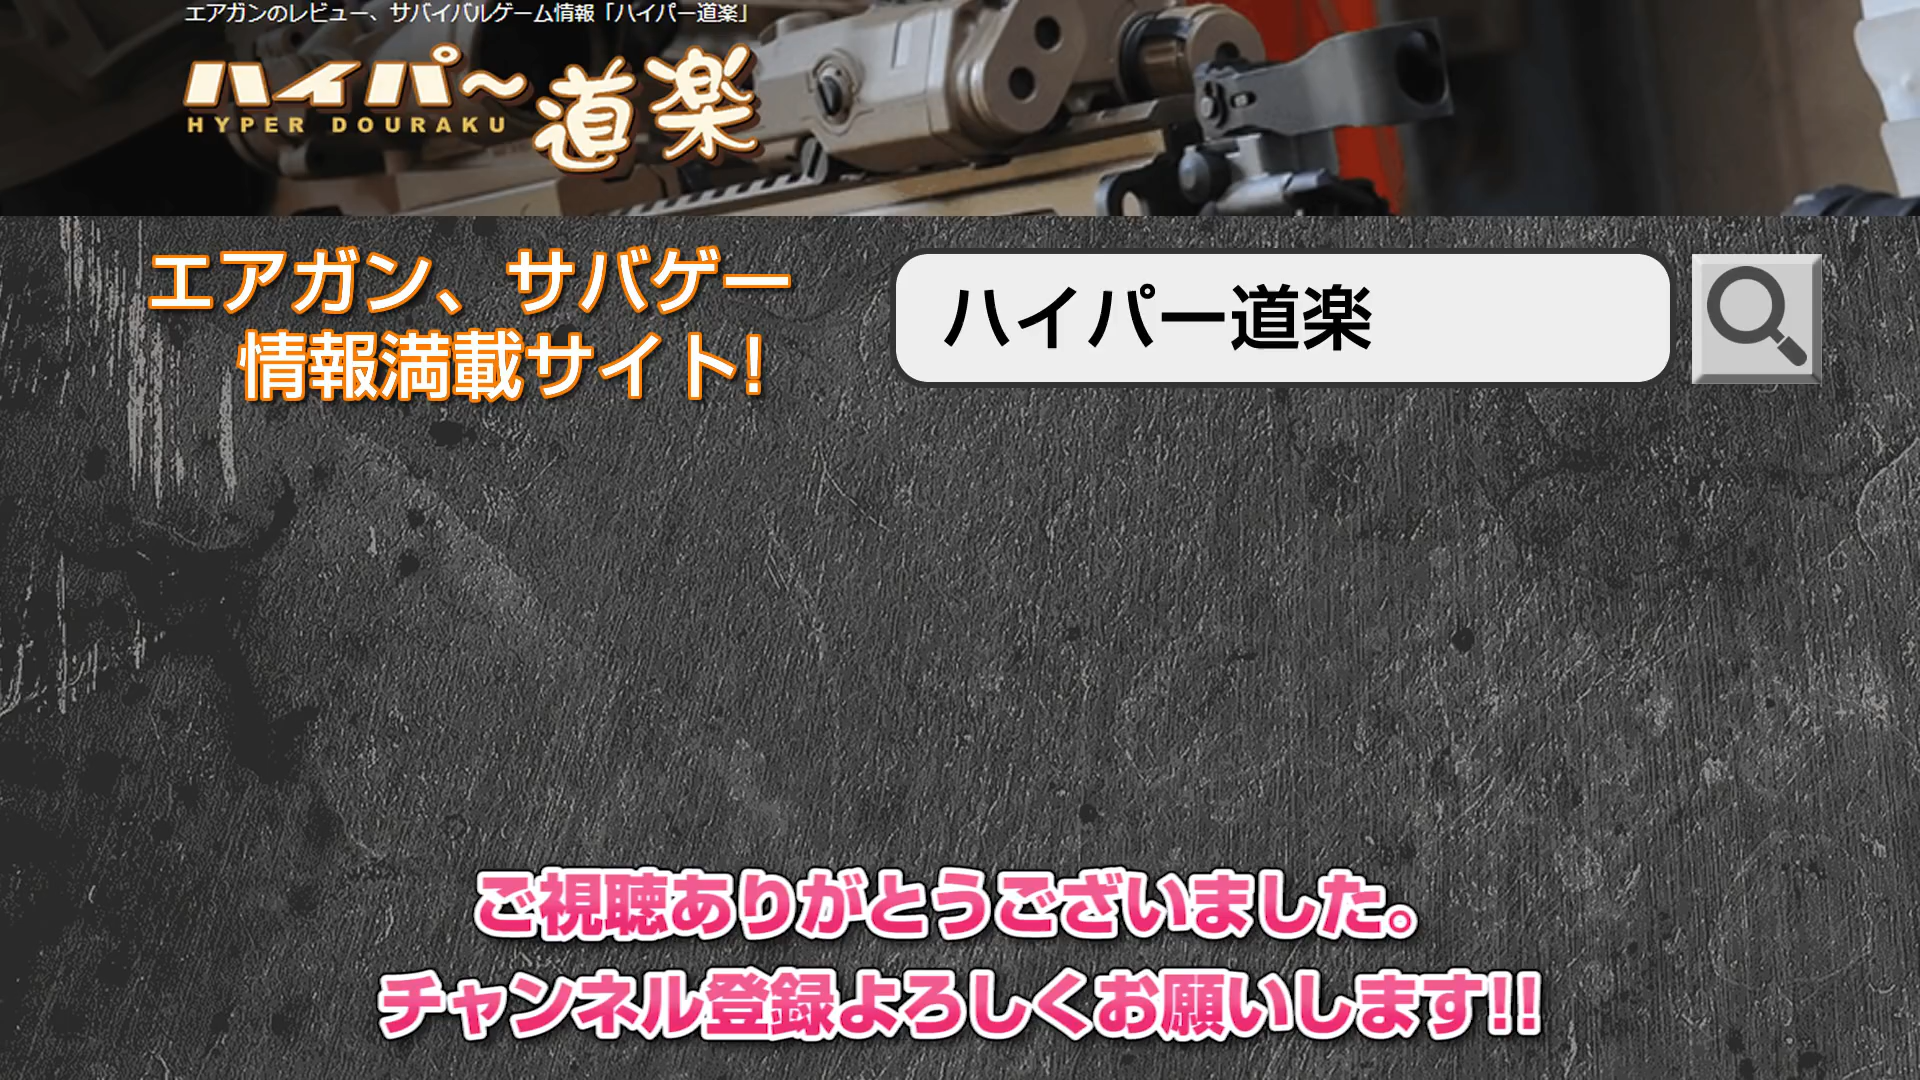 エアガンのレビュー、サバイバルゲーム情報「ハイパー道楽」
ハイパ～道楽
HYPER DOURAKU
エアガン、サバゲー
情報満載サイト!
ハイパー道楽
ご視聴ありがとうございました。
チャンネル登録よろしくお願いします!!